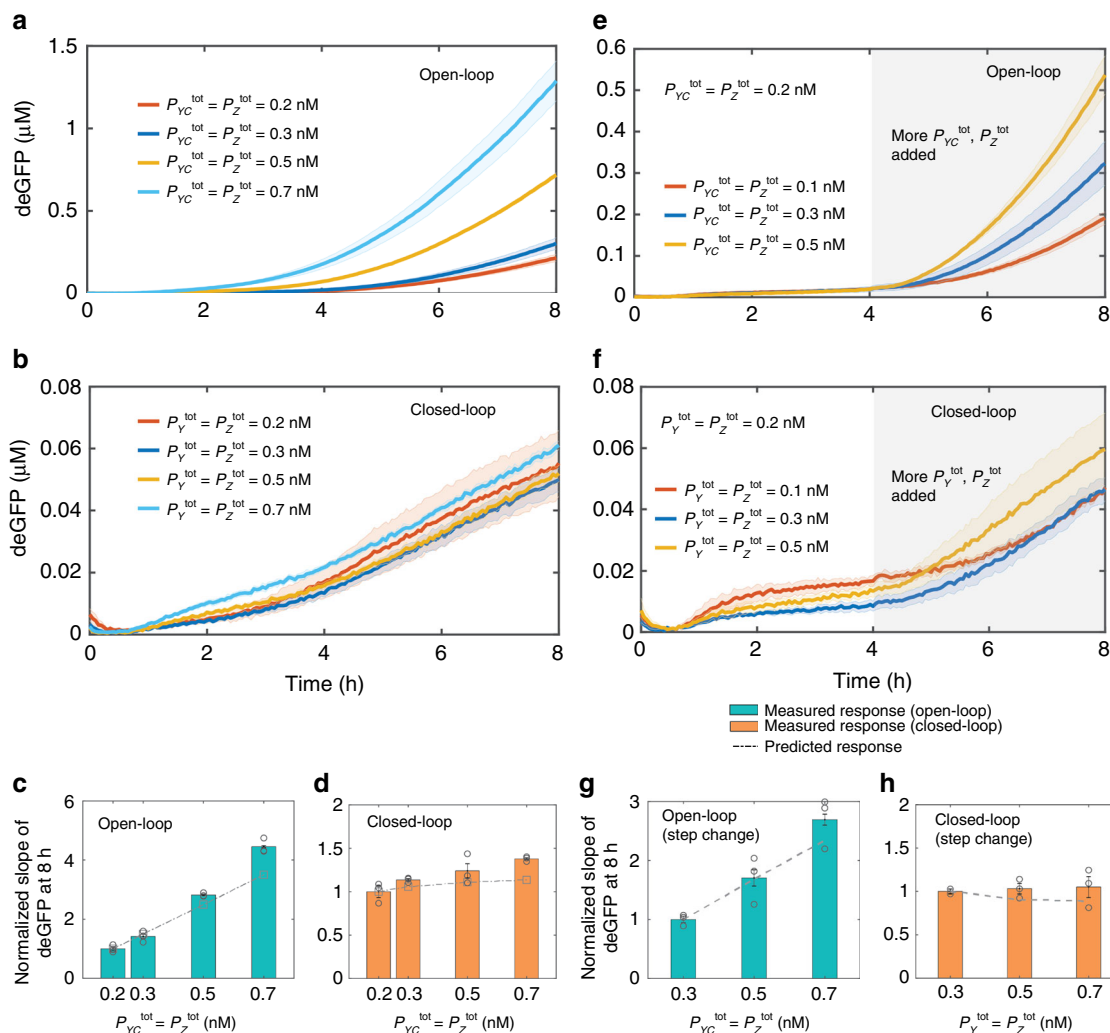 a
1.5
1
0.5
0
deGFP (μM)
Open-loop
P_YC^tot = P_Z^tot = 0.2 nM
P_YC^tot = P_Z^tot = 0.3 nM
P_YC^tot = P_Z^tot = 0.5 nM
P_YC^tot = P_Z^tot = 0.7 nM
0 2 4 6 8
b
0.08
0.06
0.04
0.02
0
deGFP (μM)
Closed-loop
P_Y^tot = P_Z^tot = 0.2 nM
P_Y^tot = P_Z^tot = 0.3 nM
P_Y^tot = P_Z^tot = 0.5 nM
P_Y^tot = P_Z^tot = 0.7 nM
0 2 4 6 8
Time (h)
e
0.6
0.5
0.4
0.3
0.2
0.1
0
Open-loop
P_YC^tot = P_Z^tot = 0.2 nM
More P_YC^tot, P_Z^tot
added
P_YC^tot = P_Z^tot = 0.1 nM
P_YC^tot = P_Z^tot = 0.3 nM
P_YC^tot = P_Z^tot = 0.5 nM
0 2 4 6 8
f
0.08
0.06
0.04
0.02
0
Closed-loop
P_Y^tot = P_Z^tot = 0.2 nM
More P_Y^tot, P_Z^tot
added
P_Y^tot = P_Z^tot = 0.1 nM
P_Y^tot = P_Z^tot = 0.3 nM
P_Y^tot = P_Z^tot = 0.5 nM
0 2 4 6 8
Time (h)
Measured response (open-loop)
Measured response (closed-loop)
Predicted response
c
6
4
2
0
Normalized slope of
deGFP at 8 h
Open-loop
0.2 0.3 0.5 0.7
P_YC^tot = P_Z^tot (nM)
d
2
1.5
1
0.5
0
Closed-loop
0.2 0.3 0.5 0.7
P_YC^tot = P_Z^tot (nM)
g
3
2
1
0
Normalized slope of
deGFP at 8 h
Open-loop
(step change)
0.3 0.5 0.7
P_YC^tot = P_Z^tot (nM)
h
2
1.5
1
0.5
0
Closed-loop
(step change)
0.3 0.5 0.7
P_Y^tot = P_Z^tot (nM)